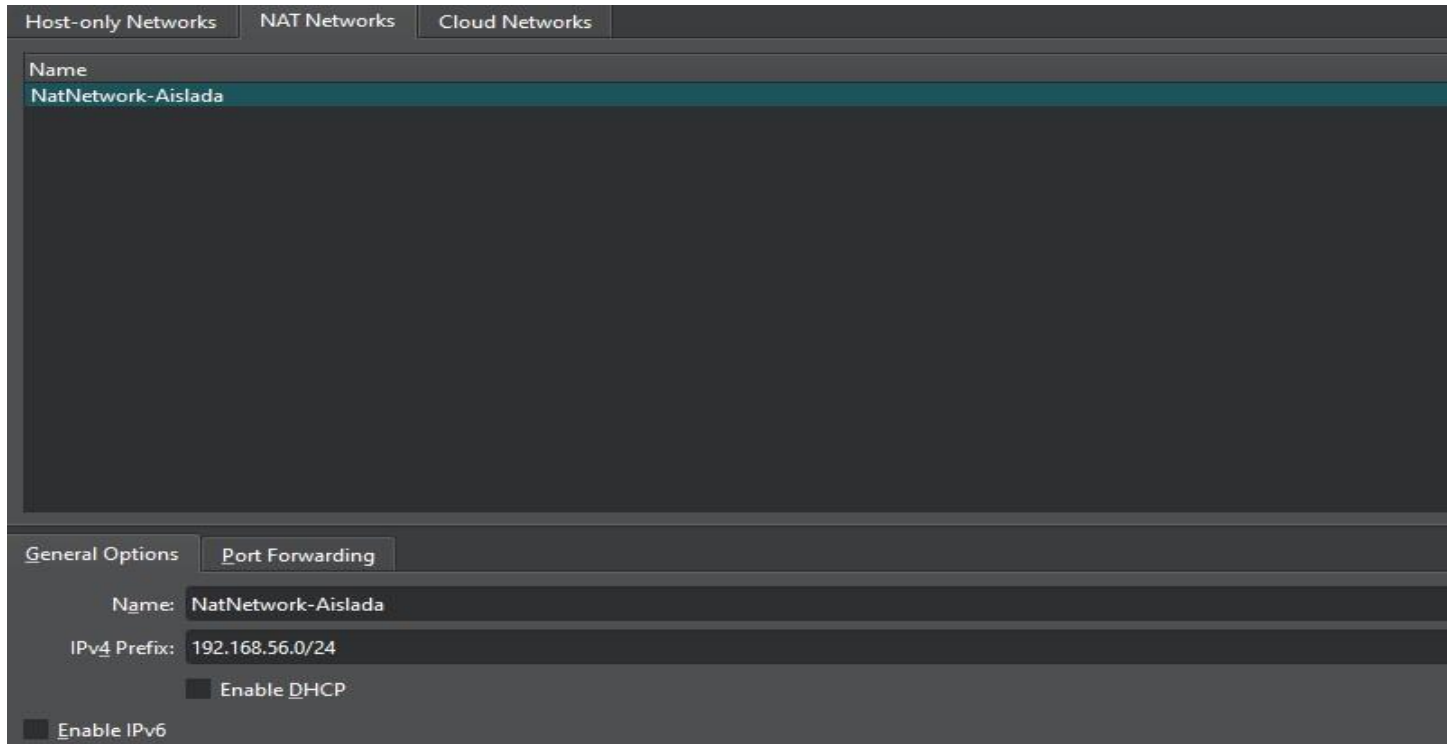 Host-only Networks NAT Networks Cloud Networks
Name
NatNetwork-Aislada
General Options Port Forwarding
Name: NatNetwork-Aislada
IPv4 Prefix: 192.168.56.0/24
Enable DHCP
Enable IPv6